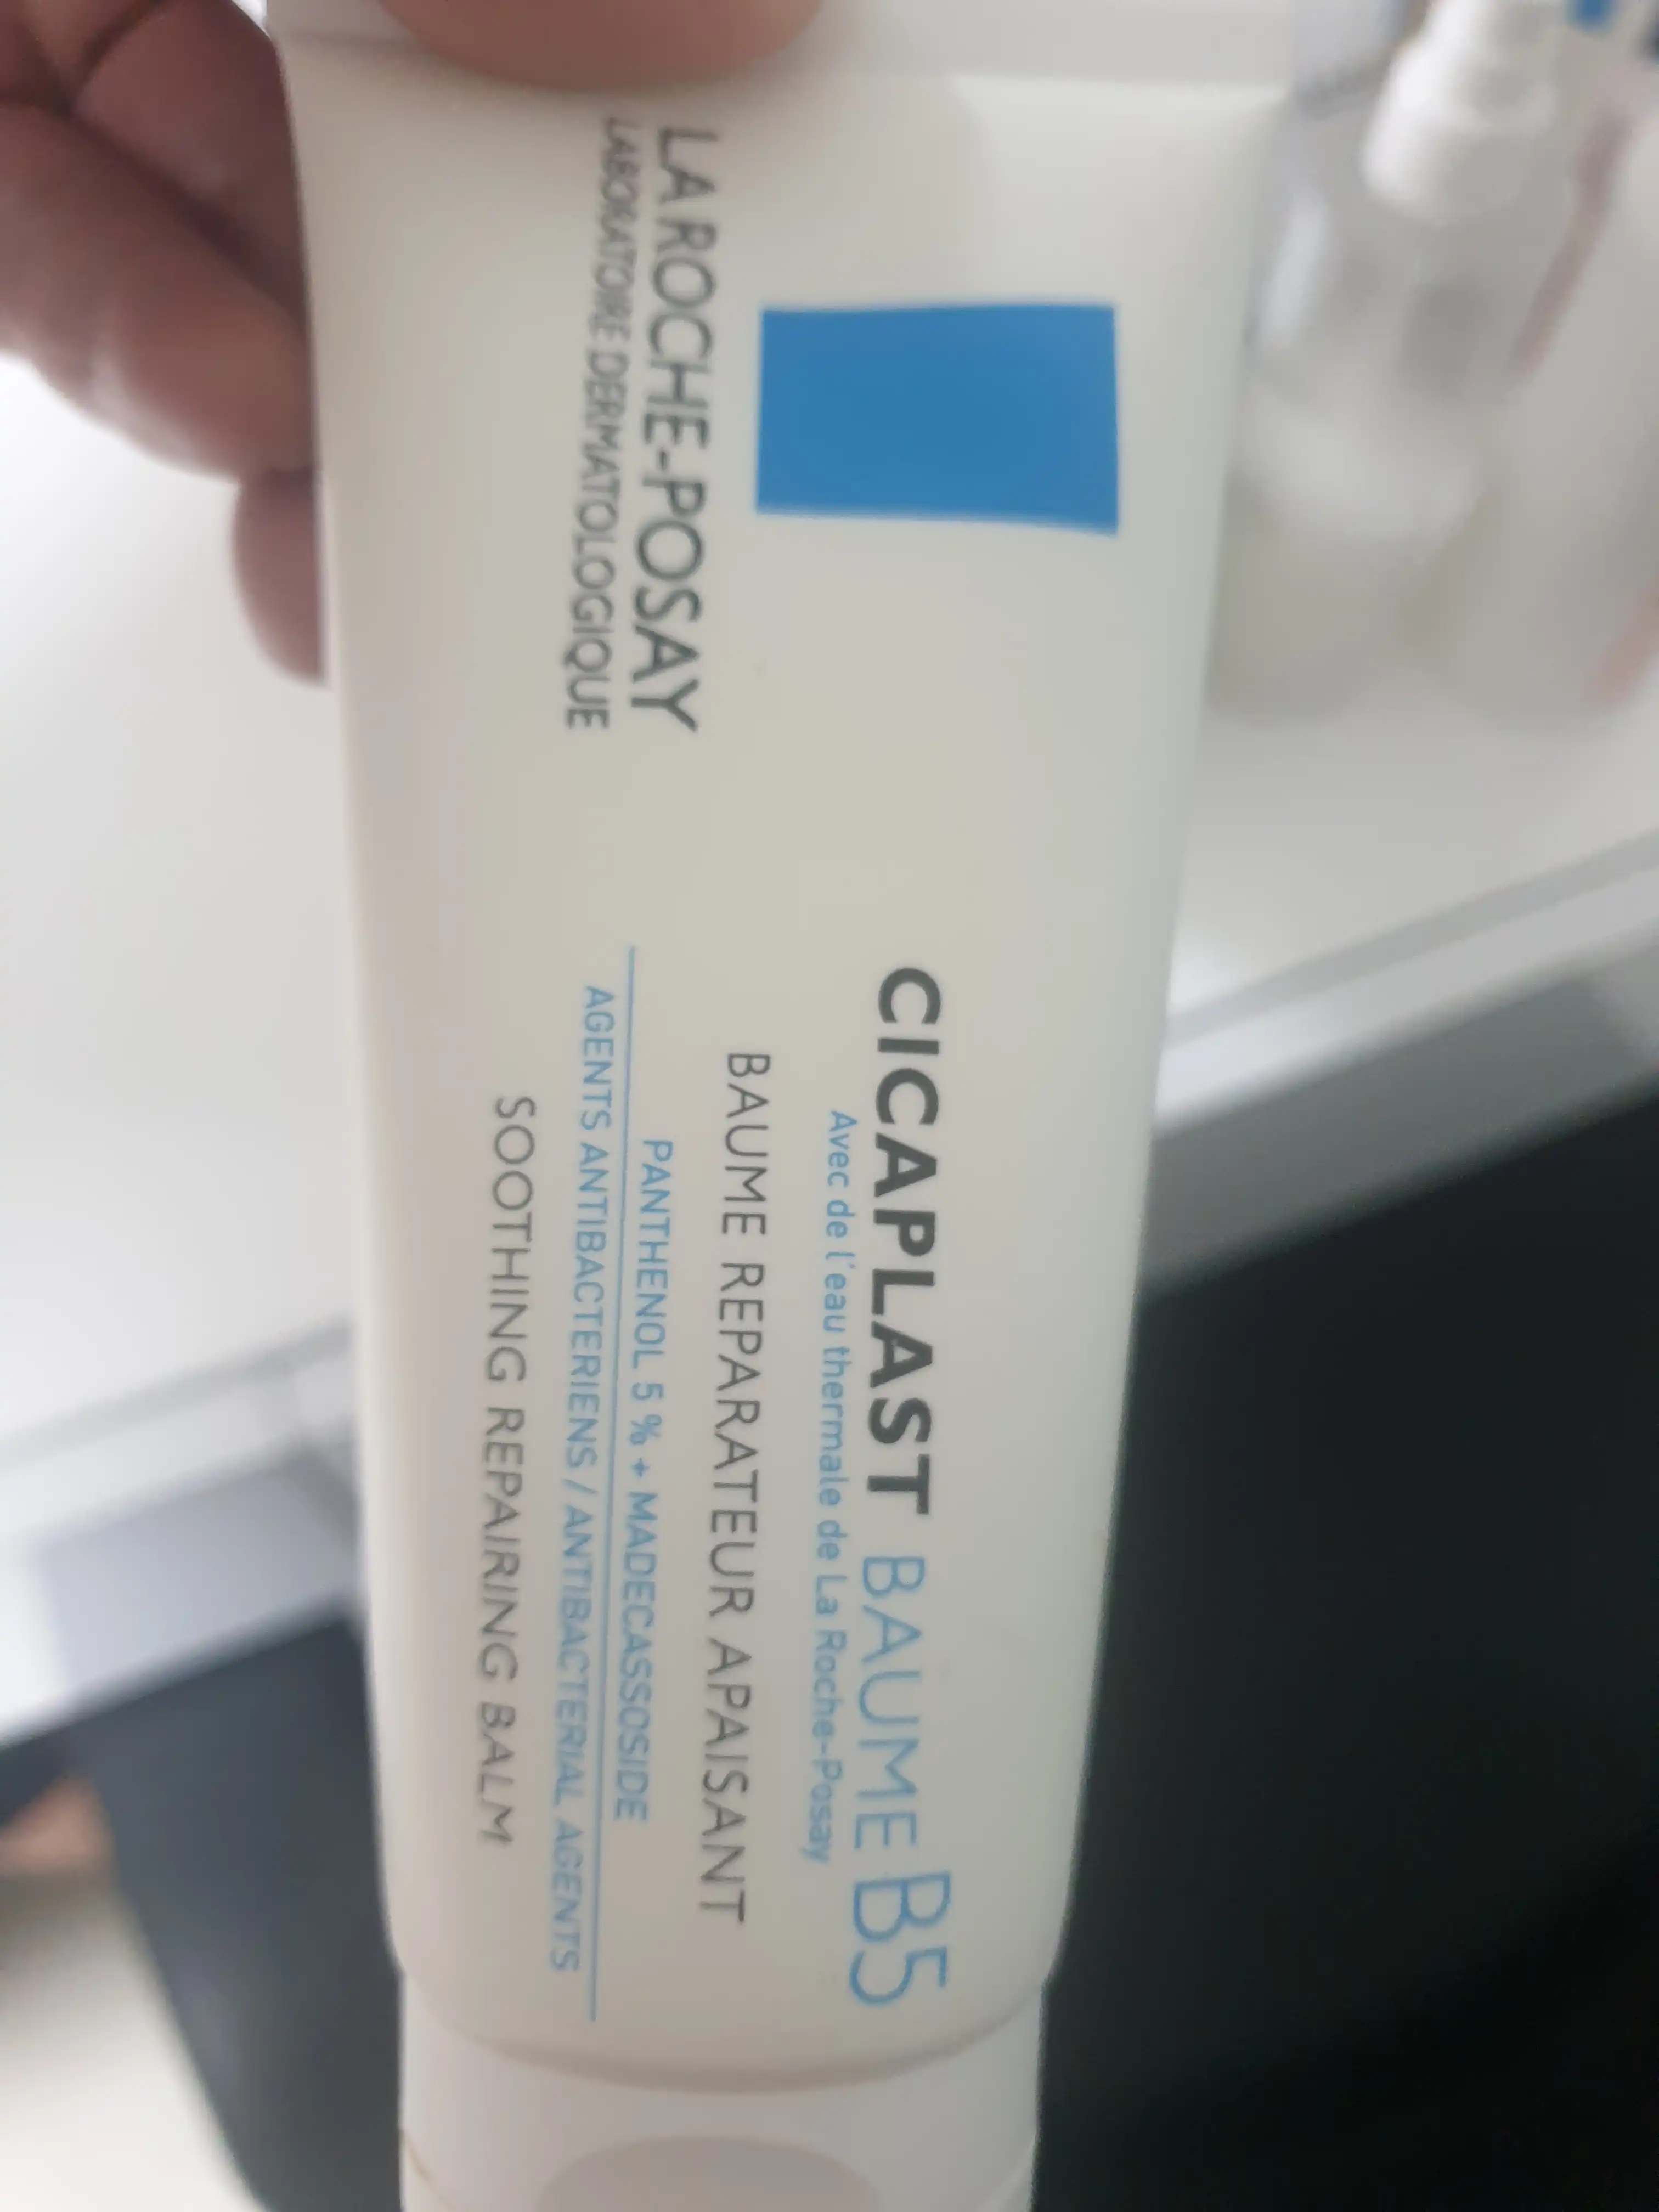 LA ROCHE-POSAY
LABORATOIRE DERMATOLOGIQUE
CICAPLAST BAUME B5
Avec de l'eau thermale de La Roche-Posay
BAUME REPARATEUR APAISANT
PANTHENOL 5 % + MADECASSOSIDE
AGENTS ANTIBACTERIENS / ANTIBACTERIAL AGENTS
SOOTHING REPAIRING BALM